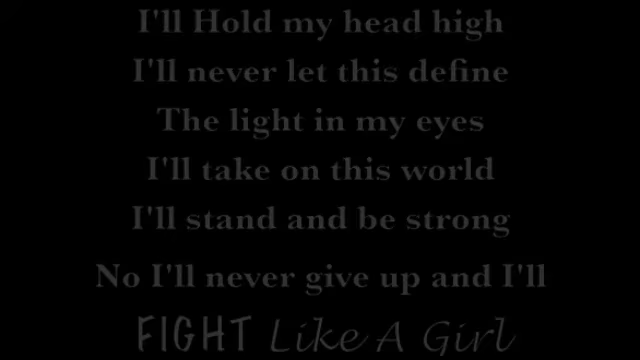 I'll Hold my head high
I'll never let this define
The light in my eyes
I'll take on this world
I'll stand and be strong
No I'll never give up and I'll
FIGHT Like A Girl